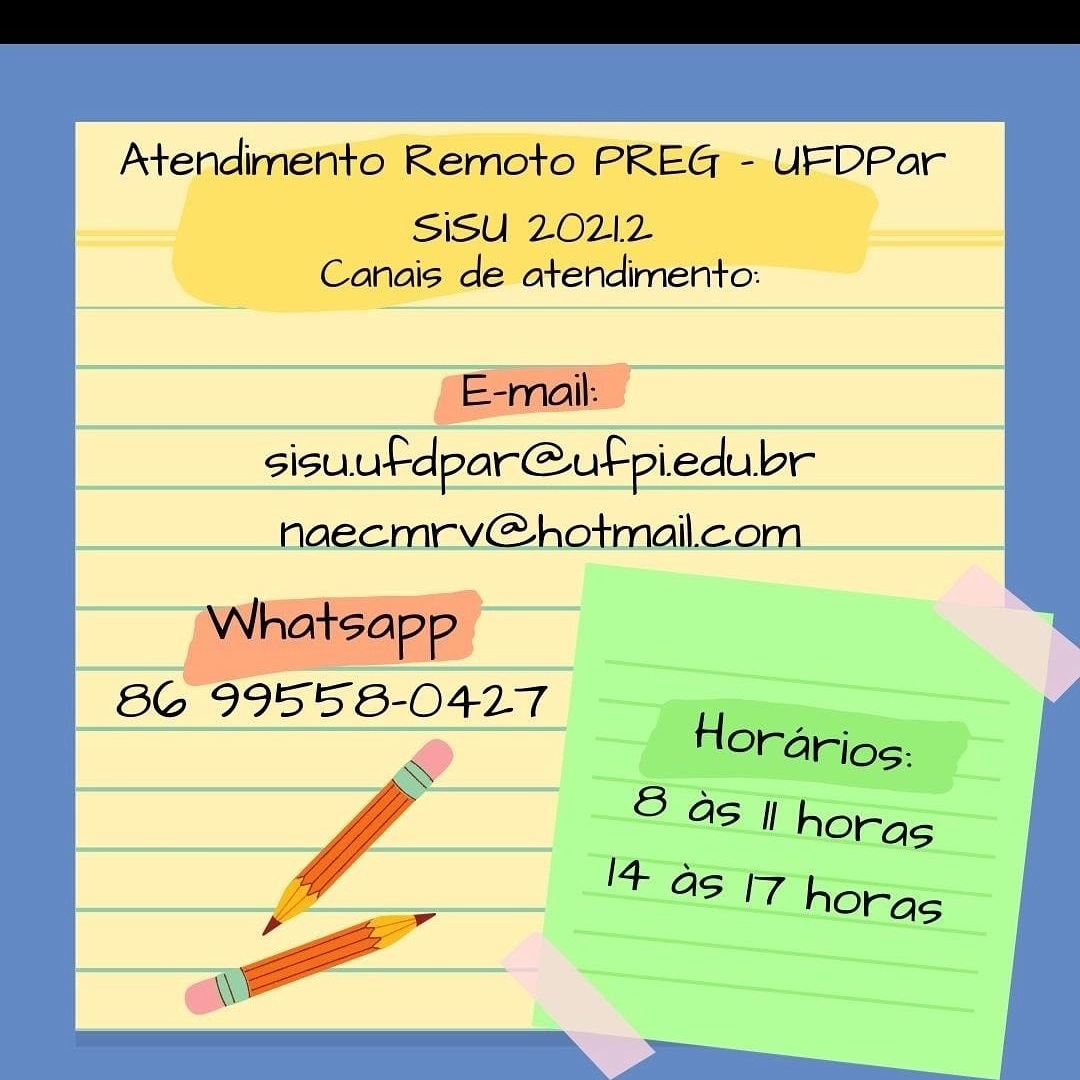 Atendimento Remoto PREG - UFDPar
SiSU 2021.2
Canais de atendimento:
E-mail:
sisu.ufdpar@ufpi.edu.br
naecmrv@hotmail.com
Whatsapp
86 99558-0427
Horários:
8 às 11 horas
14 às 17 horas